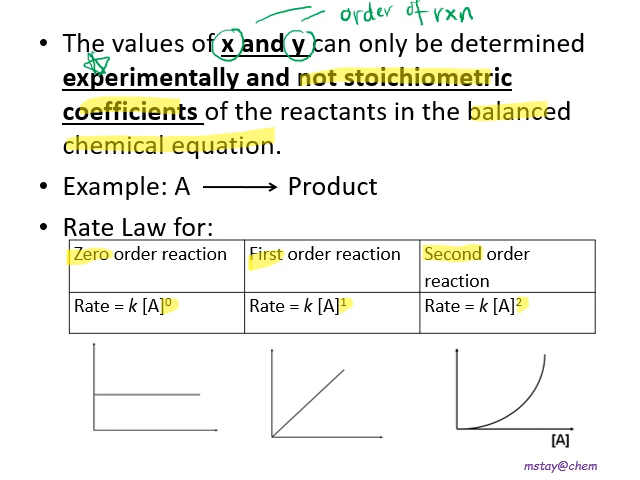 order of rxn
• The values of x and y can only be determined
experimentally and not stoichiometric
coefficients of the reactants in the balanced
chemical equation.
• Example: A ⟶ Product
• Rate Law for:
Zero order reaction First order reaction Second order
reaction
Rate = k [A]⁰ Rate = k [A]¹ Rate = k [A]²
[A]
mstay@chem